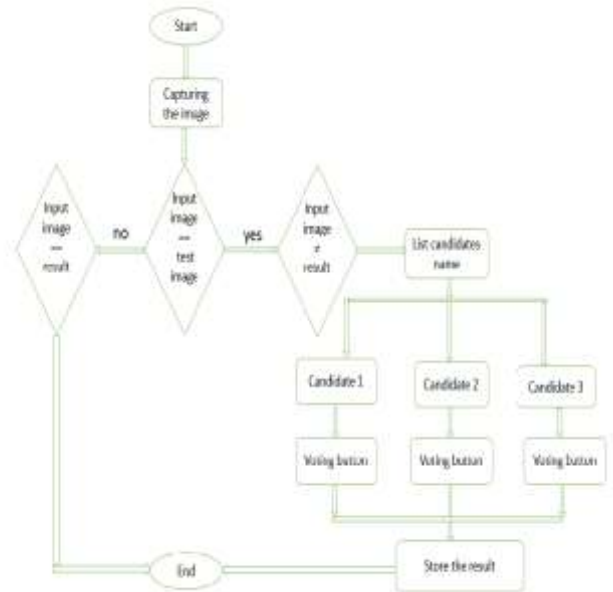 Start
Capturing
the image
Input
image
==
result
no
Input
image
==
test
image
yes
Input
image
≠
result
List candidates
name
Candidate 1
Candidate 2
Candidate 3
Voting button
Voting button
Voting button
Store the result
End